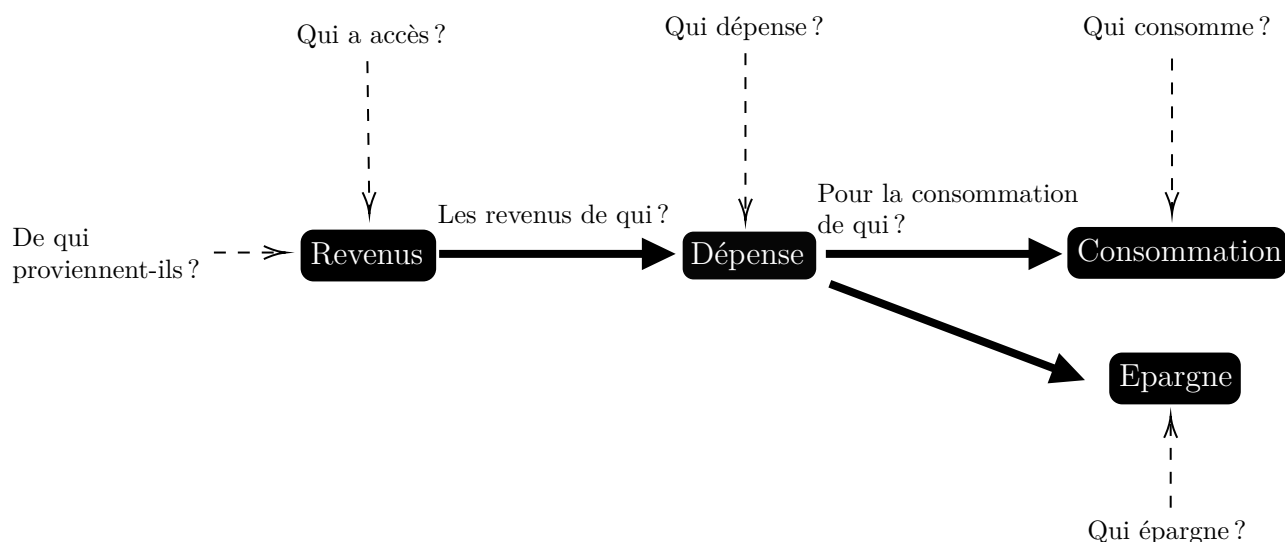 Qui a accès ?
Qui dépense ?
Qui consomme ?
De qui
proviennent-ils ?
Revenus
Les revenus de qui ?
Dépense
Pour la consommation
de qui ?
Consommation
Epargne
Qui épargne ?